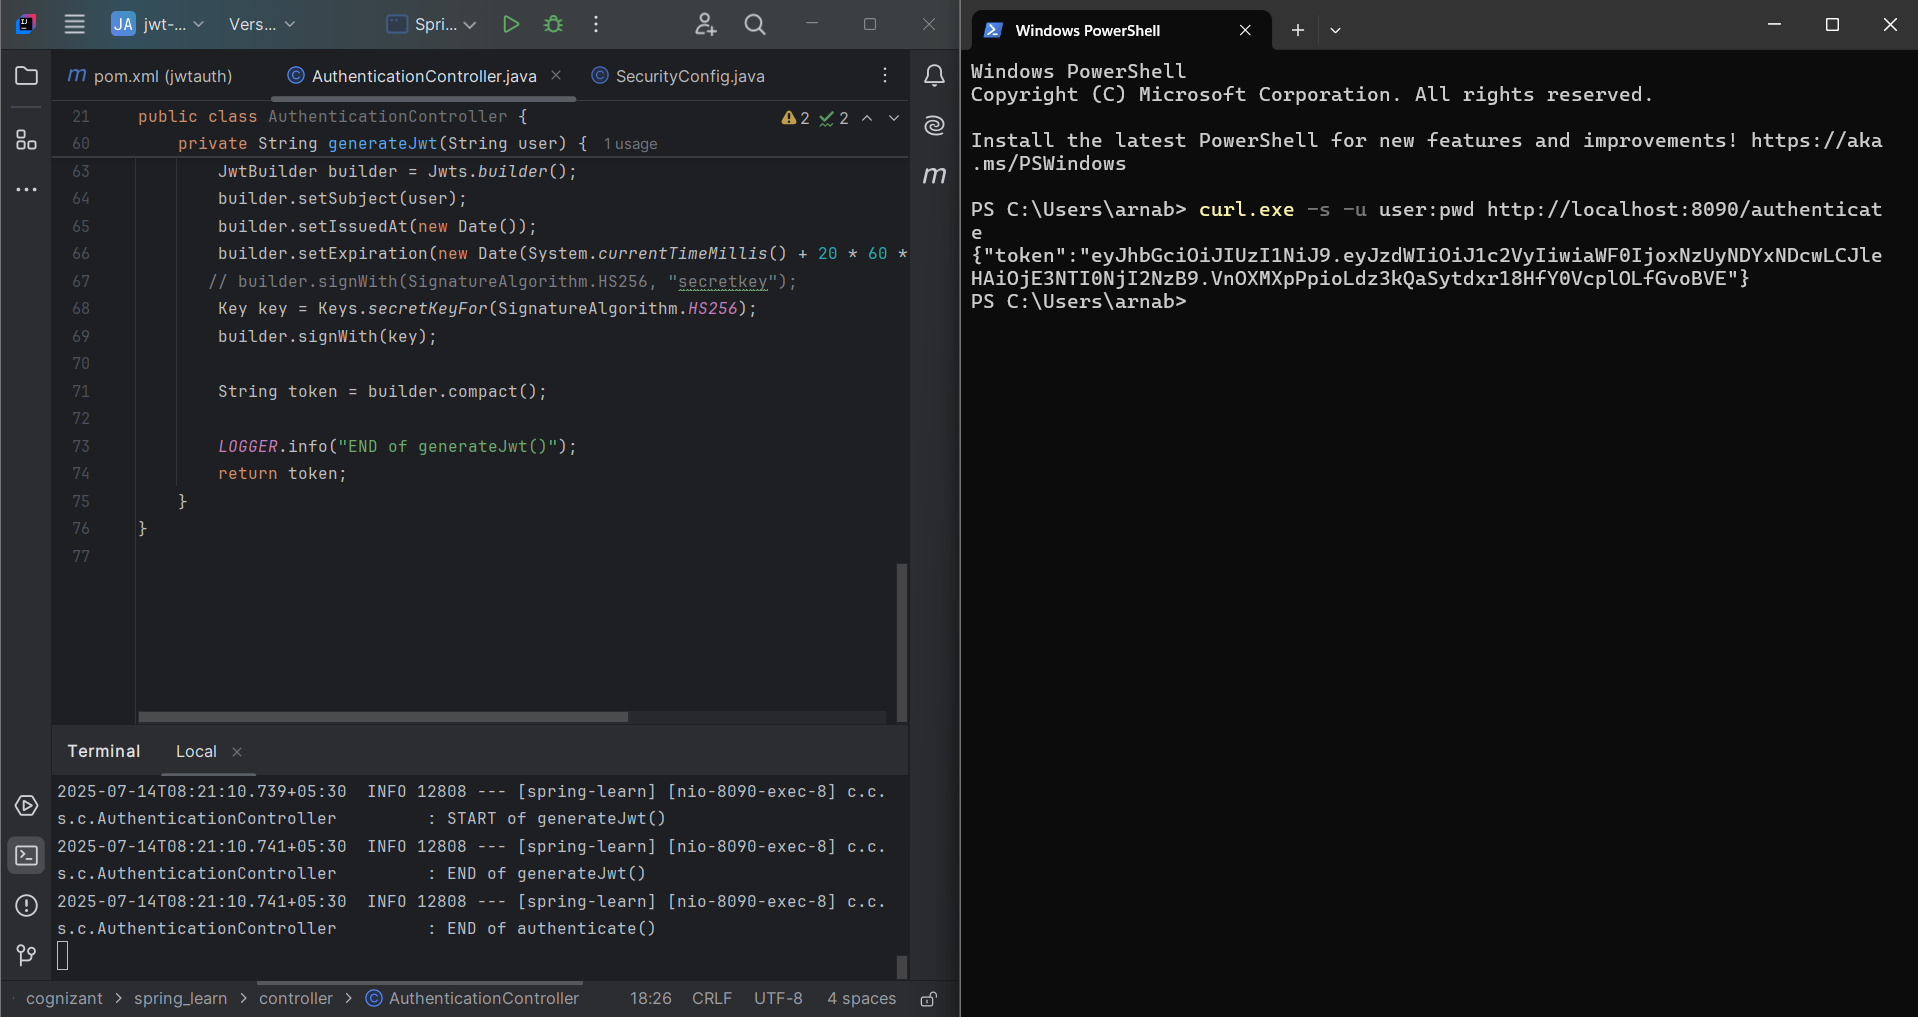 JA jwt-... Vers... Spri...
pom.xml (jwtauth) AuthenticationController.java SecurityConfig.java
21 public class AuthenticationController { 2 2
60 private String generateJwt(String user) { 1 usage
63 JwtBuilder builder = Jwts.builder();
64 builder.setSubject(user);
65 builder.setIssuedAt(new Date());
66 builder.setExpiration(new Date(System.currentTimeMillis() + 20 * 60 *
67 // builder.signWith(SignatureAlgorithm.HS256, "secretkey");
68 Key key = Keys.secretKeyFor(SignatureAlgorithm.HS256);
69 builder.signWith(key);
70
71 String token = builder.compact();
72
73 LOGGER.info("END of generateJwt()");
74 return token;
75 }
76 }
77
Terminal Local
2025-07-14T08:21:10.739+05:30 INFO 12808 --- [spring-learn] [nio-8090-exec-8] c.c.
s.c.AuthenticationController : START of generateJwt()
2025-07-14T08:21:10.741+05:30 INFO 12808 --- [spring-learn] [nio-8090-exec-8] c.c.
s.c.AuthenticationController : END of generateJwt()
2025-07-14T08:21:10.741+05:30 INFO 12808 --- [spring-learn] [nio-8090-exec-8] c.c.
s.c.AuthenticationController : END of authenticate()
cognizant > spring_learn > controller > AuthenticationController 18:26 CRLF UTF-8 4 spaces
Windows PowerShell
Windows PowerShell
Copyright (C) Microsoft Corporation. All rights reserved.
Install the latest PowerShell for new features and improvements! https://aka
.ms/PSWindows
PS C:\Users\arnab> curl.exe -s -u user:pwd http://localhost:8090/authenticat
e
{"token":"eyJhbGciOiJIUzI1NiJ9.eyJzdWIiOiJ1c2VyIiwiaWF0IjoxNzUyNDYxNDcwLCJle
HAiOjE3NTI0NjI2NzB9.VnOXMXpPpioLdz3kQaSytdxr18HfY0VcplOLfGvoBVE"}
PS C:\Users\arnab>